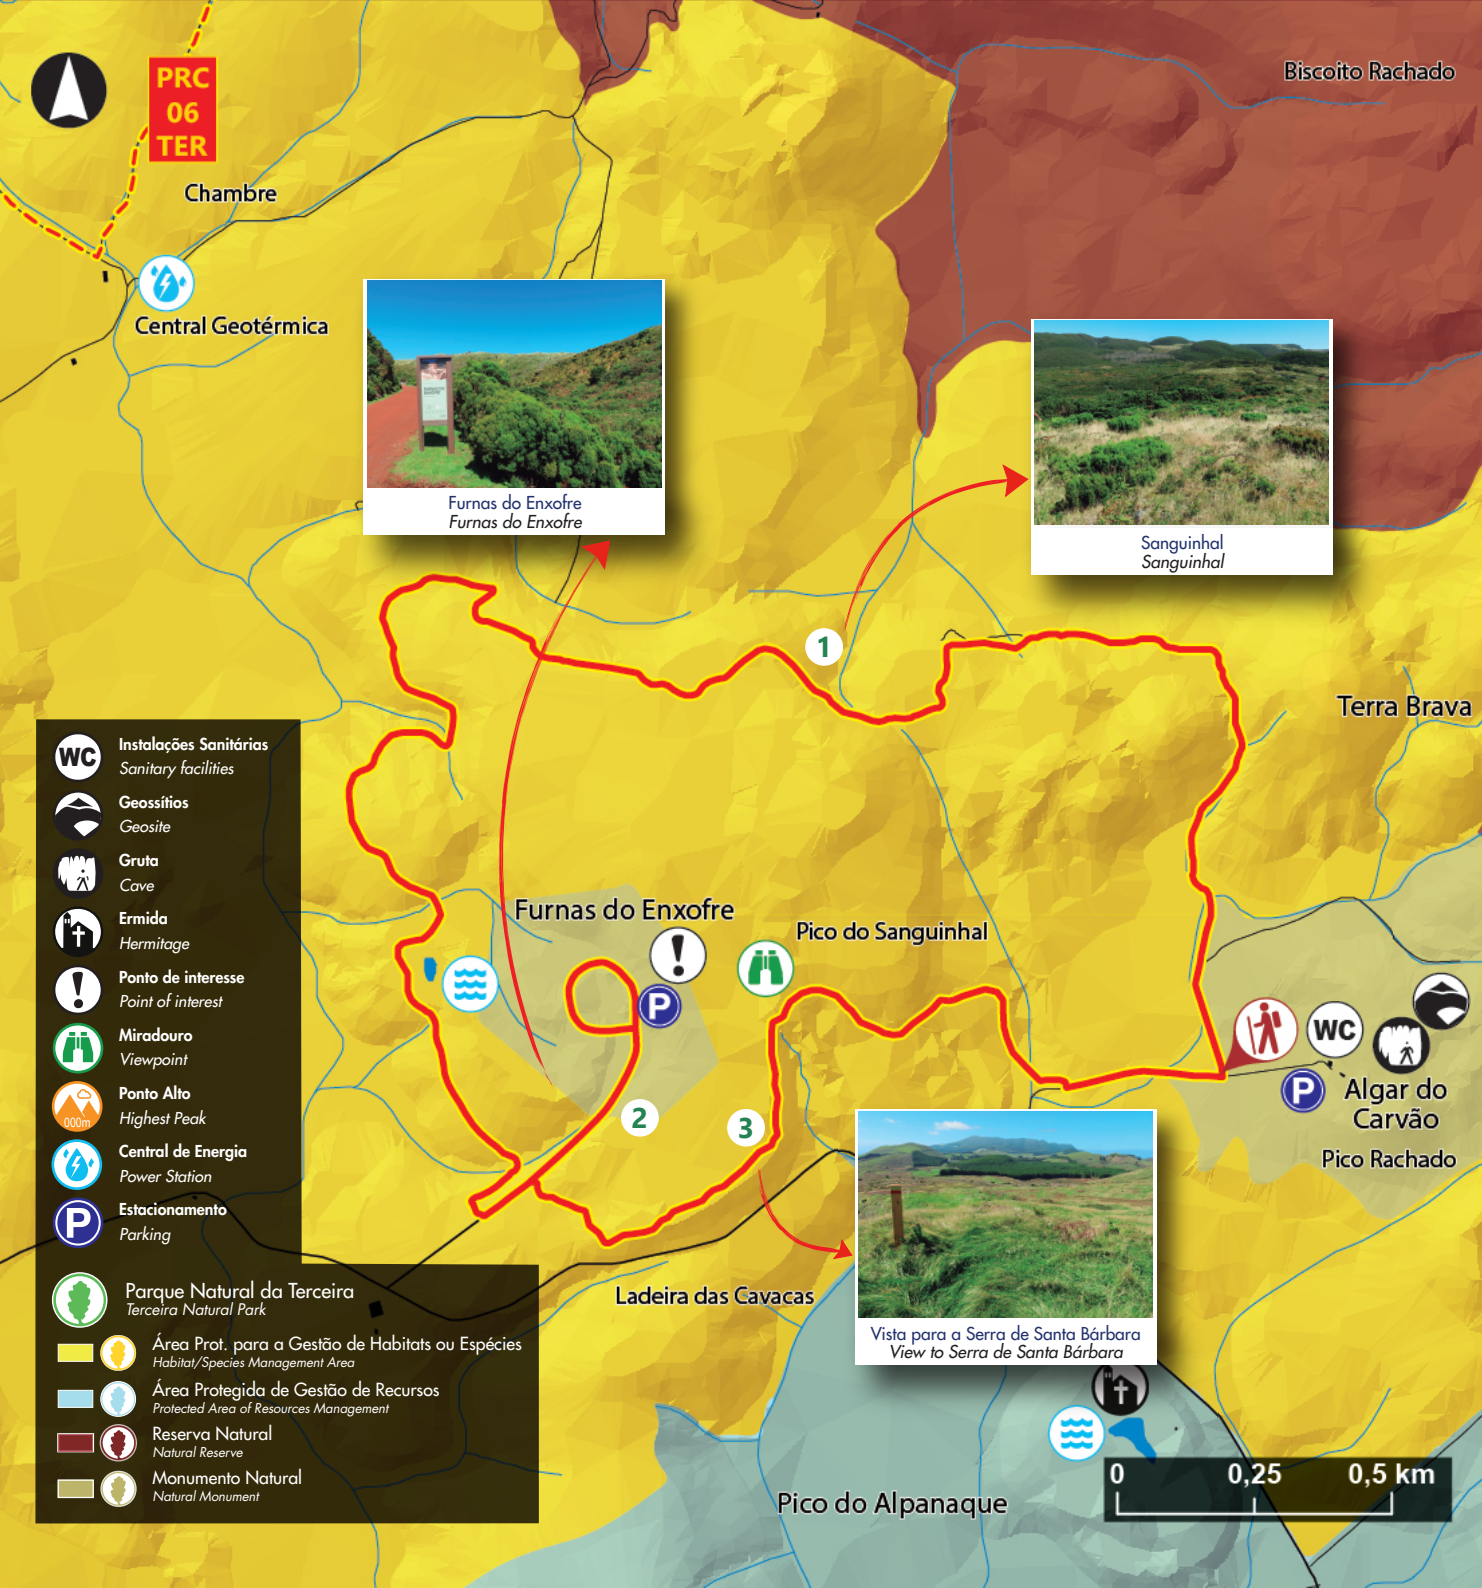 PRC
06
TER
Biscoito Rachado
Chambre
Central Geotérmica
Furnas do Enxofre
Furnas do Enxofre
Sanguinhal
Sanguinhal
1
Terra Brava
WC
Instalações Sanitárias
Sanitary facilities
Geossítios
Geosite
Gruta
Cave
Ermida
Hermitage
Ponto de interesse
Point of interest
Miradouro
Viewpoint
000m
Ponto Alto
Highest Peak
Central de Energia
Power Station
P
Estacionamento
Parking
Furnas do Enxofre
P
Pico do Sanguinhal
WC
P
Algar do
Carvão
Pico Rachado
2
3
Vista para a Serra de Santa Bárbara
View to Serra de Santa Bárbara
Ladeira das Cavacas
Parque Natural da Terceira
Terceira Natural Park
Área Prot. para a Gestão de Habitats ou Espécies
Habitat/Species Management Area
Área Protegida de Gestão de Recursos
Protected Area of Resources Management
Reserva Natural
Natural Reserve
Monumento Natural
Natural Monument
Pico do Alpanaque
0 0,25 0,5 km